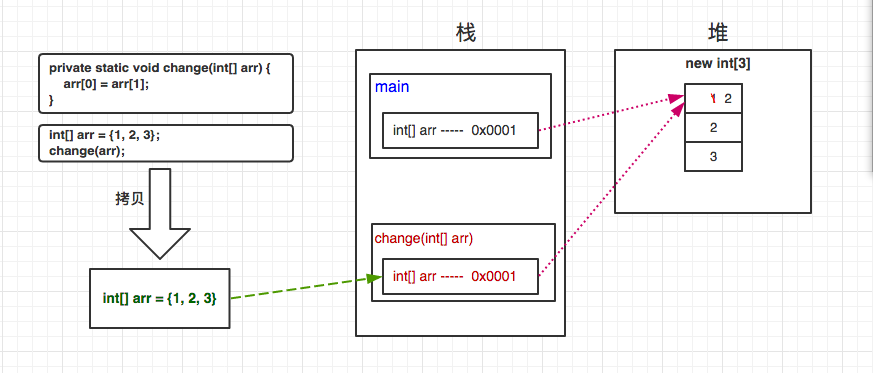 private static void change(int[] arr) {
arr[0] = arr[1];
}
int[] arr = {1, 2, 3};
change(arr);
拷贝
int[] arr = {1, 2, 3}
栈
main
int[] arr ----- 0x0001
change(int[] arr)
int[] arr ----- 0x0001
堆
new int[3]
1 2
2
3